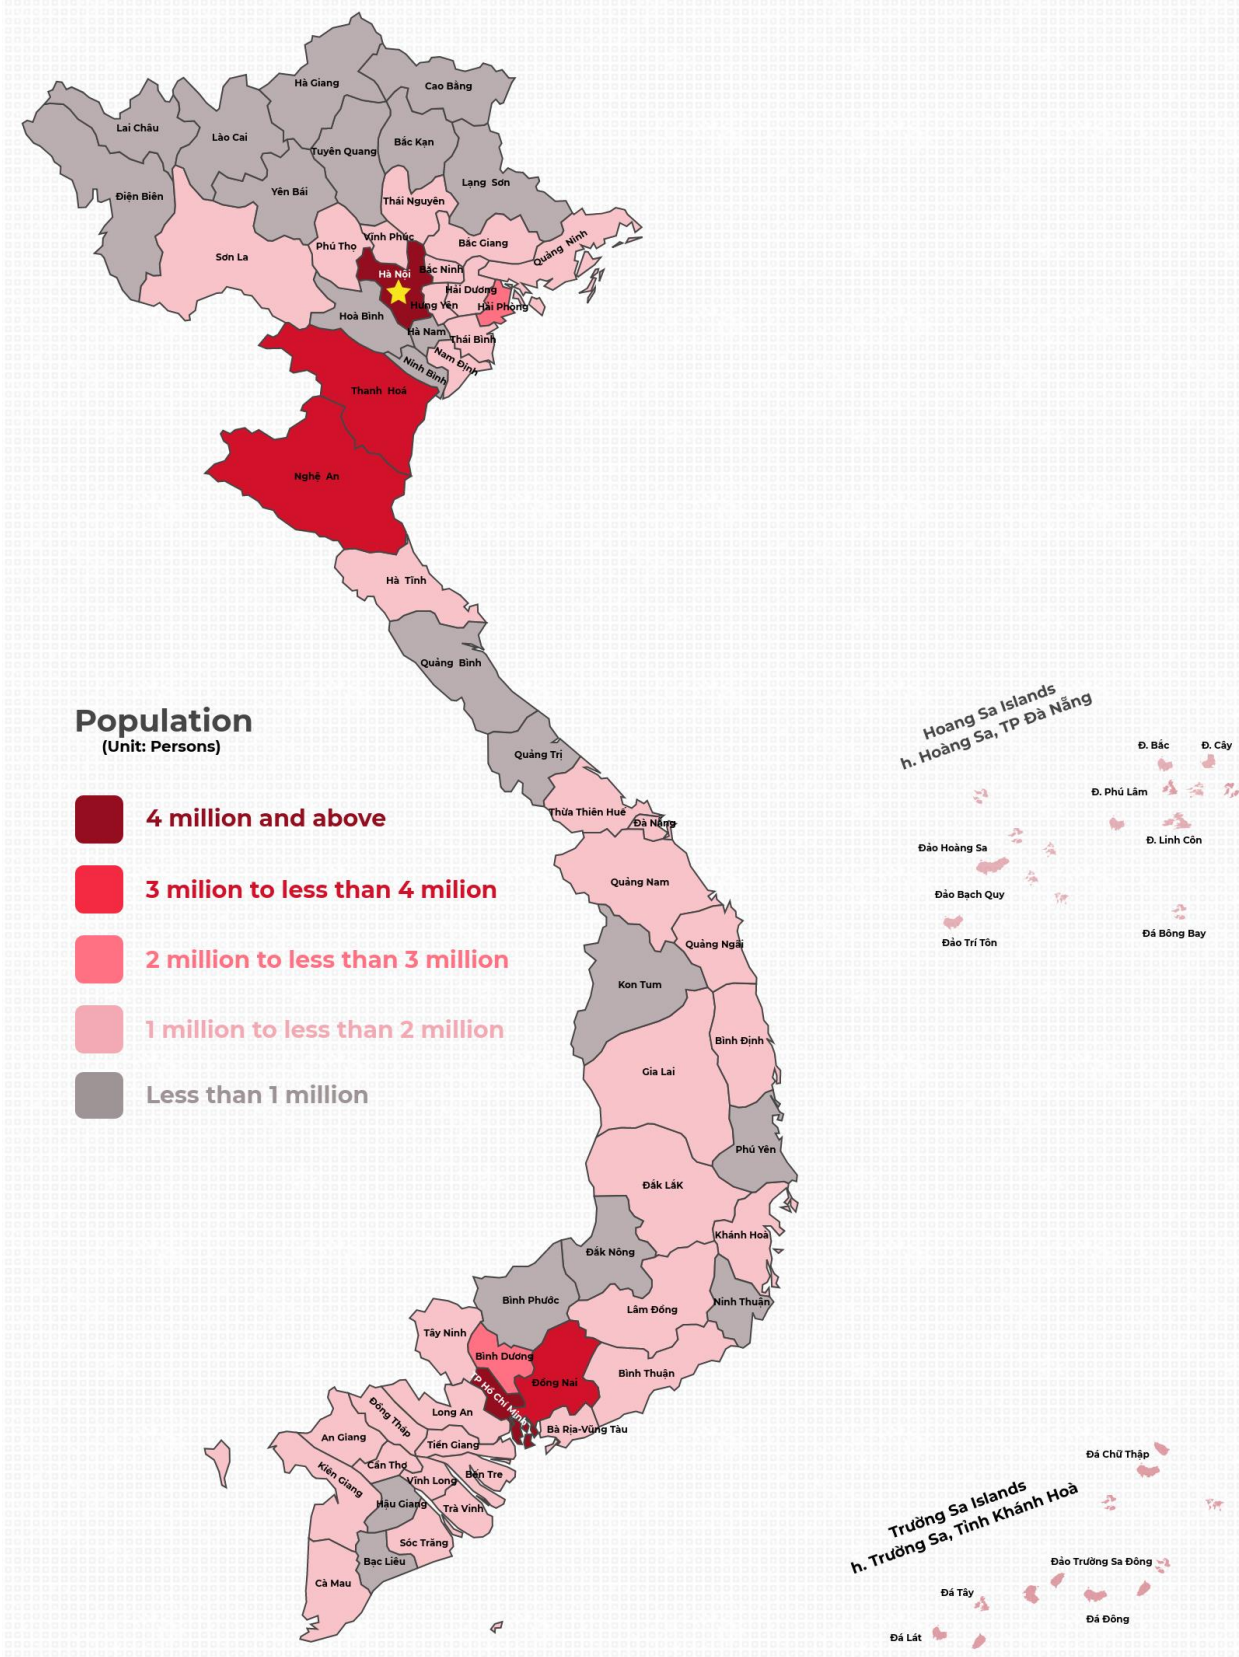 Hà Giang
Cao Bằng
Lai Châu
Lào Cai
Bắc Kạn
Tuyên Quang
Lạng Sơn
Yên Bái
Điện Biên
Thái Nguyên
Vĩnh Phúc
Phú Thọ
Bắc Giang
Quảng Ninh
Sơn La
Hà Nội
Bắc Ninh
Hải Dương
Hưng Yên
Hải Phòng
Hoà Bình
Hà Nam
Thái Bình
Nam Định
Ninh Bình
Thanh Hoá
Nghệ An
Hà Tĩnh
Quảng Bình
Population
(Unit: Persons)
4 million and above
3 milion to less than 4 milion
2 million to less than 3 million
1 million to less than 2 million
Less than 1 million
Quảng Trị
Thừa Thiên Huế
Đà Nẵng
Quảng Nam
Quảng Ngãi
Kon Tum
Bình Định
Gia Lai
Phú Yên
Đắk LắK
Khánh Hoà
Đắk Nông
Bình Phước
Lâm Đồng
Ninh Thuận
Tây Ninh
Bình Dương
Bình Thuận
Đồng Nai
TP Hồ Chí Minh
Long An
Đồng Tháp
Bà Rịa-Vũng Tàu
An Giang
Tiền Giang
Cần Thơ
Bến Tre
Kiên Giang
Vĩnh Long
Hậu Giang
Trà Vinh
Sóc Trăng
Bạc Liêu
Cà Mau
Hoang Sa Islands
h. Hoàng Sa, TP Đà Nẵng
Đ. Bắc
Đ. Cây
Đ. Phú Lâm
Đ. Linh Côn
Đảo Hoàng Sa
Đảo Bạch Quy
Đá Bông Bay
Đảo Trí Tôn
Đá Chữ Thập
Trường Sa Islands
h. Trường Sa, Tỉnh Khánh Hoà
Đảo Trường Sa Đông
Đá Tây
Đá Đông
Đá Lát